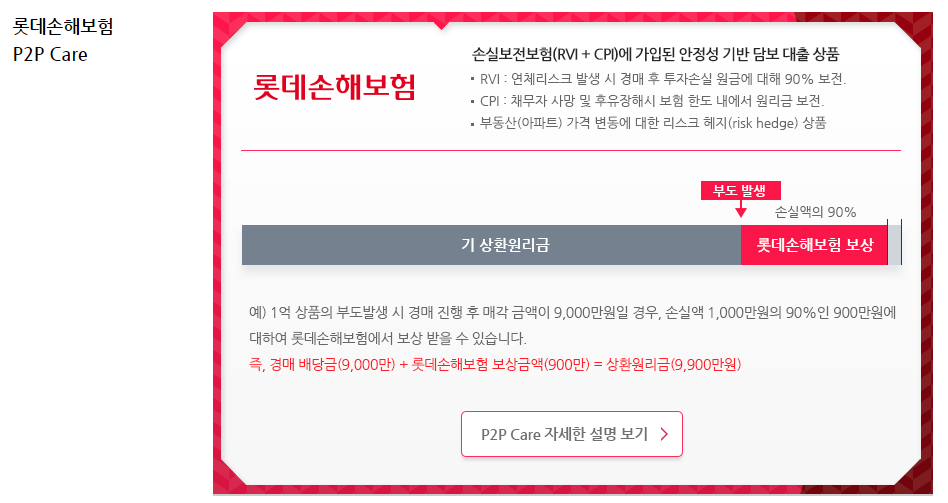 롯데손해보험
P2P Care
롯데손해보험
손실보전보험(RVI + CPI)에 가입된 안정성 기반 담보 대출 상품
▪ RVI : 연체리스크 발생 시 경매 후 투자손실 원금에 대해 90% 보전.
▪ CPI : 채무자 사망 및 후유장해시 보험 한도 내에서 원리금 보전.
▪ 부동산(아파트) 가격 변동에 대한 리스크 헤지(risk hedge) 상품
부도 발생
손실액의 90%
기 상환원리금
롯데손해보험 보상
예) 1억 상품의 부도발생 시 경매 진행 후 매각 금액이 9,000만원일 경우, 손실액 1,000만원의 90%인 900만원에
대하여 롯데손해보험에서 보상 받을 수 있습니다.
즉, 경매 배당금(9,000만) + 롯데손해보험 보상금액(900만) = 상환원리금(9,900만원)
P2P Care 자세한 설명 보기 >